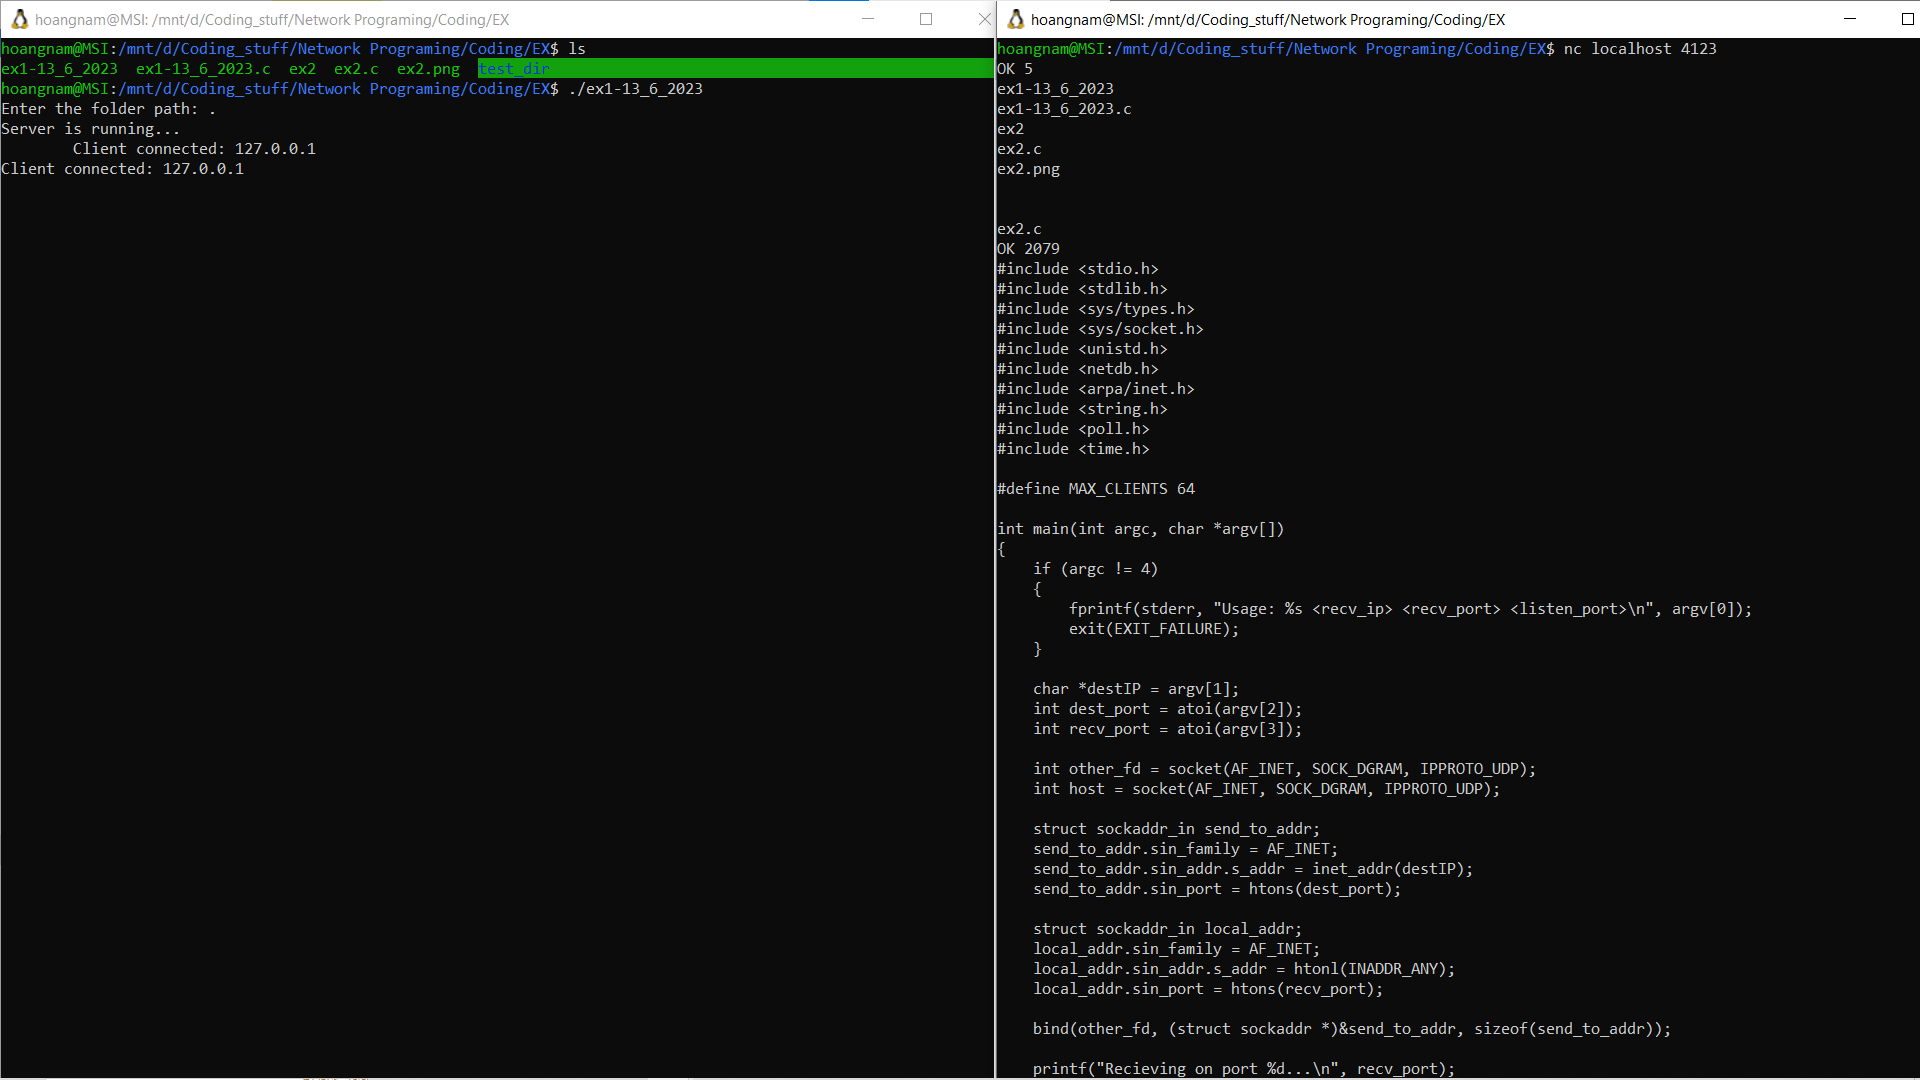 hoangnam@MSI: /mnt/d/Coding_stuff/Network Programing/Coding/EX
hoangnam@MSI:/mnt/d/Coding_stuff/Network Programing/Coding/EX$ ls
ex1-13_6_2023  ex1-13_6_2023.c  ex2  ex2.c  ex2.png  test_dir
hoangnam@MSI:/mnt/d/Coding_stuff/Network Programing/Coding/EX$ ./ex1-13_6_2023
Enter the folder path: .
Server is running...
        Client connected: 127.0.0.1
Client connected: 127.0.0.1
hoangnam@MSI: /mnt/d/Coding_stuff/Network Programing/Coding/EX
hoangnam@MSI:/mnt/d/Coding_stuff/Network Programing/Coding/EX$ nc localhost 4123
OK 5
ex1-13_6_2023
ex1-13_6_2023.c
ex2
ex2.c
ex2.png
ex2.c
OK 2079
#include <stdio.h>
#include <stdlib.h>
#include <sys/types.h>
#include <sys/socket.h>
#include <unistd.h>
#include <netdb.h>
#include <arpa/inet.h>
#include <string.h>
#include <poll.h>
#include <time.h>
#define MAX_CLIENTS 64
int main(int argc, char *argv[])
{
    if (argc != 4)
    {
        fprintf(stderr, "Usage: %s <recv_ip> <recv_port> <listen_port>\n", argv[0]);
        exit(EXIT_FAILURE);
    }
    char *destIP = argv[1];
    int dest_port = atoi(argv[2]);
    int recv_port = atoi(argv[3]);
    int other_fd = socket(AF_INET, SOCK_DGRAM, IPPROTO_UDP);
    int host = socket(AF_INET, SOCK_DGRAM, IPPROTO_UDP);
    struct sockaddr_in send_to_addr;
    send_to_addr.sin_family = AF_INET;
    send_to_addr.sin_addr.s_addr = inet_addr(destIP);
    send_to_addr.sin_port = htons(dest_port);
    struct sockaddr_in local_addr;
    local_addr.sin_family = AF_INET;
    local_addr.sin_addr.s_addr = htonl(INADDR_ANY);
    local_addr.sin_port = htons(recv_port);
    bind(other_fd, (struct sockaddr *)&send_to_addr, sizeof(send_to_addr));
    printf("Recieving on port %d...\n", recv_port);